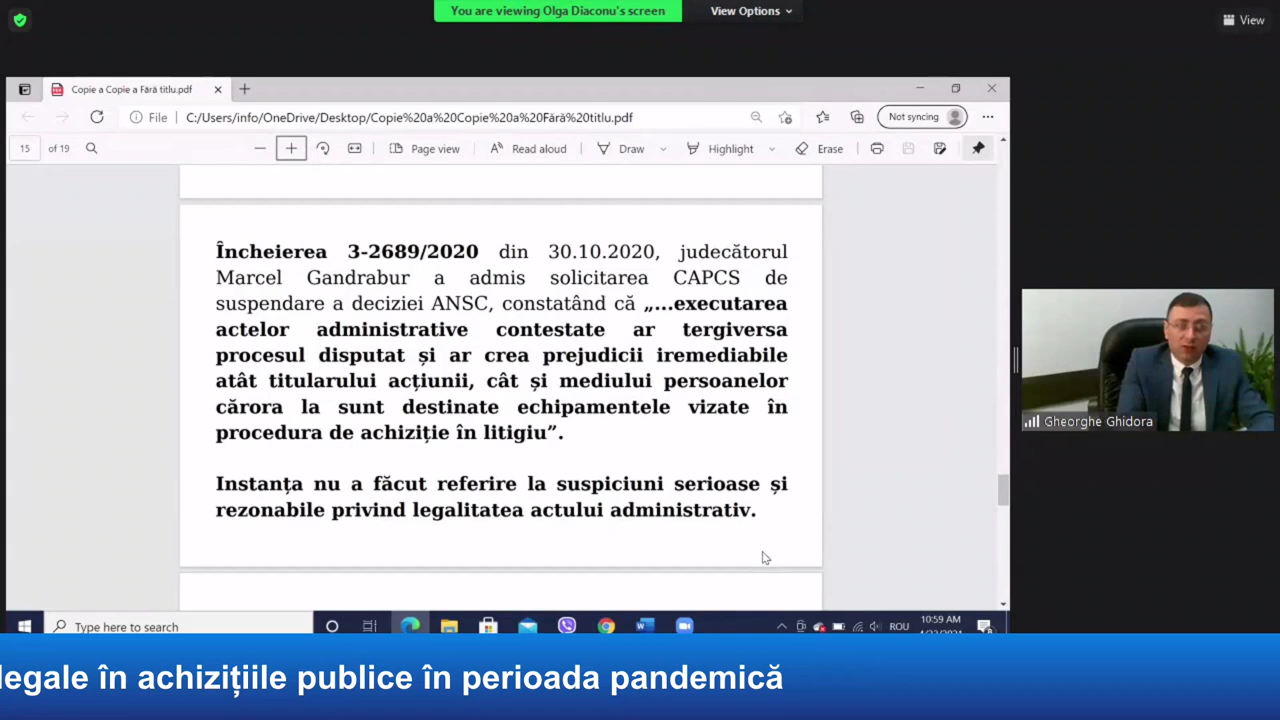 You are viewing Olga Diaconu's screen
View Options
View
Copie a Copie a Fără titlu.pdf
File
C:/Users/info/OneDrive/Desktop/Copie%20a%20Copie%20a%20Fără%20titlu.pdf
Not syncing
15 of 19
Page view
Read aloud
Draw
Highlight
Erase
Încheierea 3-2689/2020 din 30.10.2020, judecătorul
Marcel Gandrabur a admis solicitarea CAPCS de
suspendare a deciziei ANSC, constatând că „...executarea
actelor administrative contestate ar tergiversa
procesul disputat și ar crea prejudicii iremediabile
atât titularului acțiunii, cât și mediului persoanelor
cărora la sunt destinate echipamentele vizate în
procedura de achiziție în litigiu”.
Instanța nu a făcut referire la suspiciuni serioase și
rezonabile privind legalitatea actului administrativ.
Gheorghe Ghidora
Type here to search
ROU
10:59 AM
legale în achizițiile publice în perioada pandemică